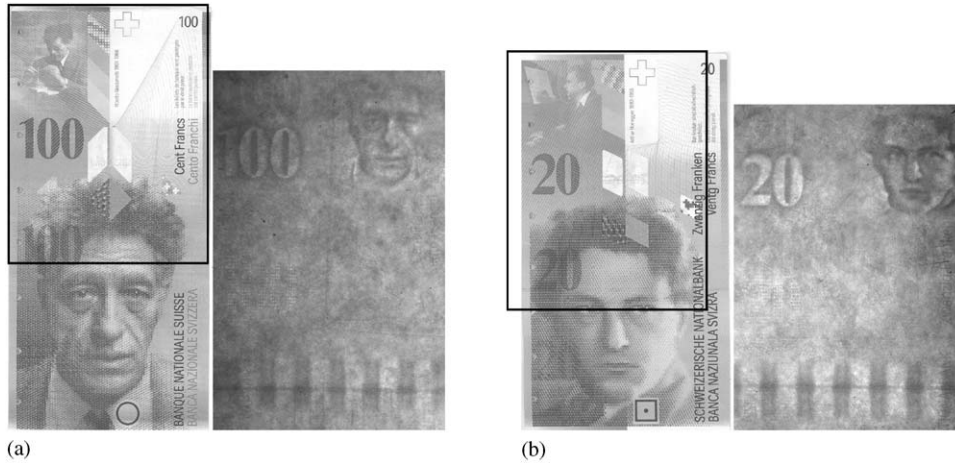 100
100
Cent Francs
Cento Franchi
100
BANQUE NATIONALE SUISSE
BANCA NAZIONALE SVIZZERA
100
(a)
20
20
Zwanzig Franken
Ventg Francs
20
SCHWEIZERISCHE NATIONALBANK
BANCA NAZIUNALA SVIZRA
20
(b)